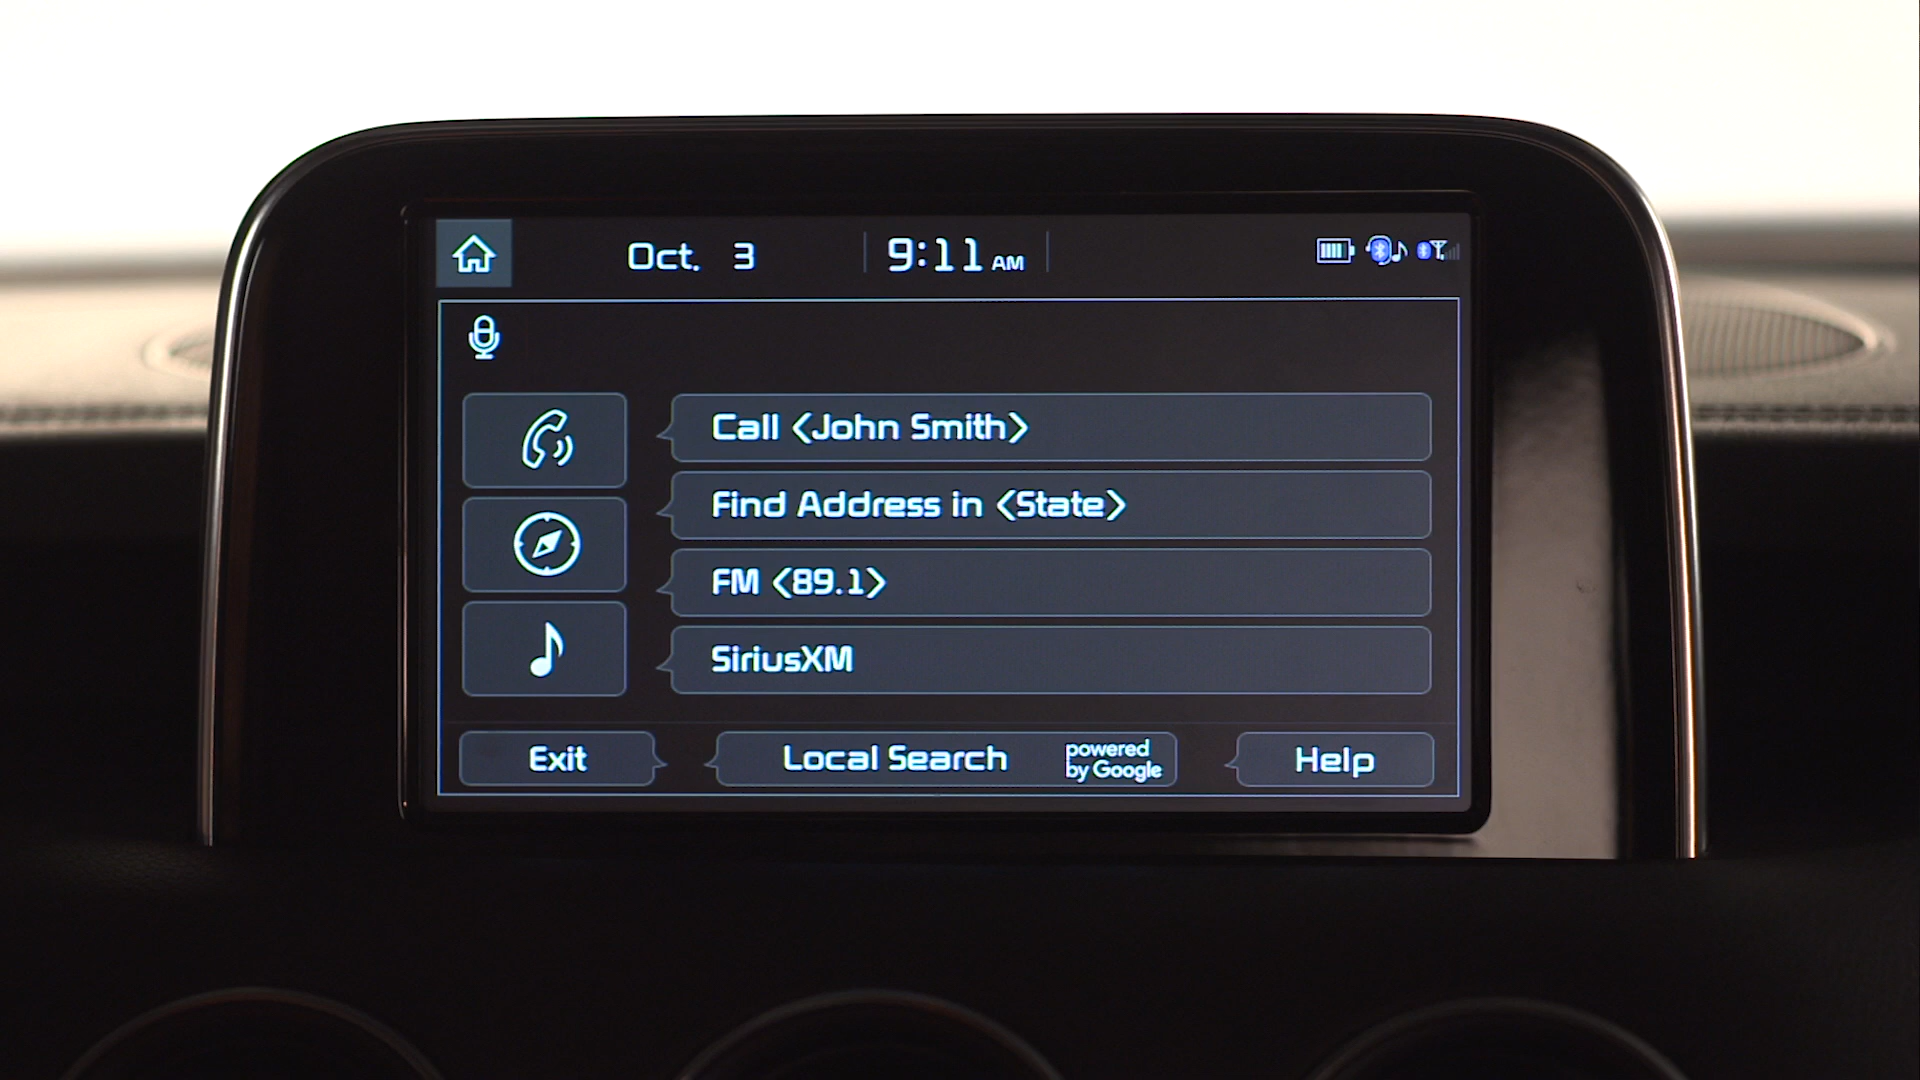 Oct. 3 9:11 AM
Call <John Smith>
Find Address in <State>
FM <89.1>
SiriusXM
Exit
Local Search
powered
by Google
Help